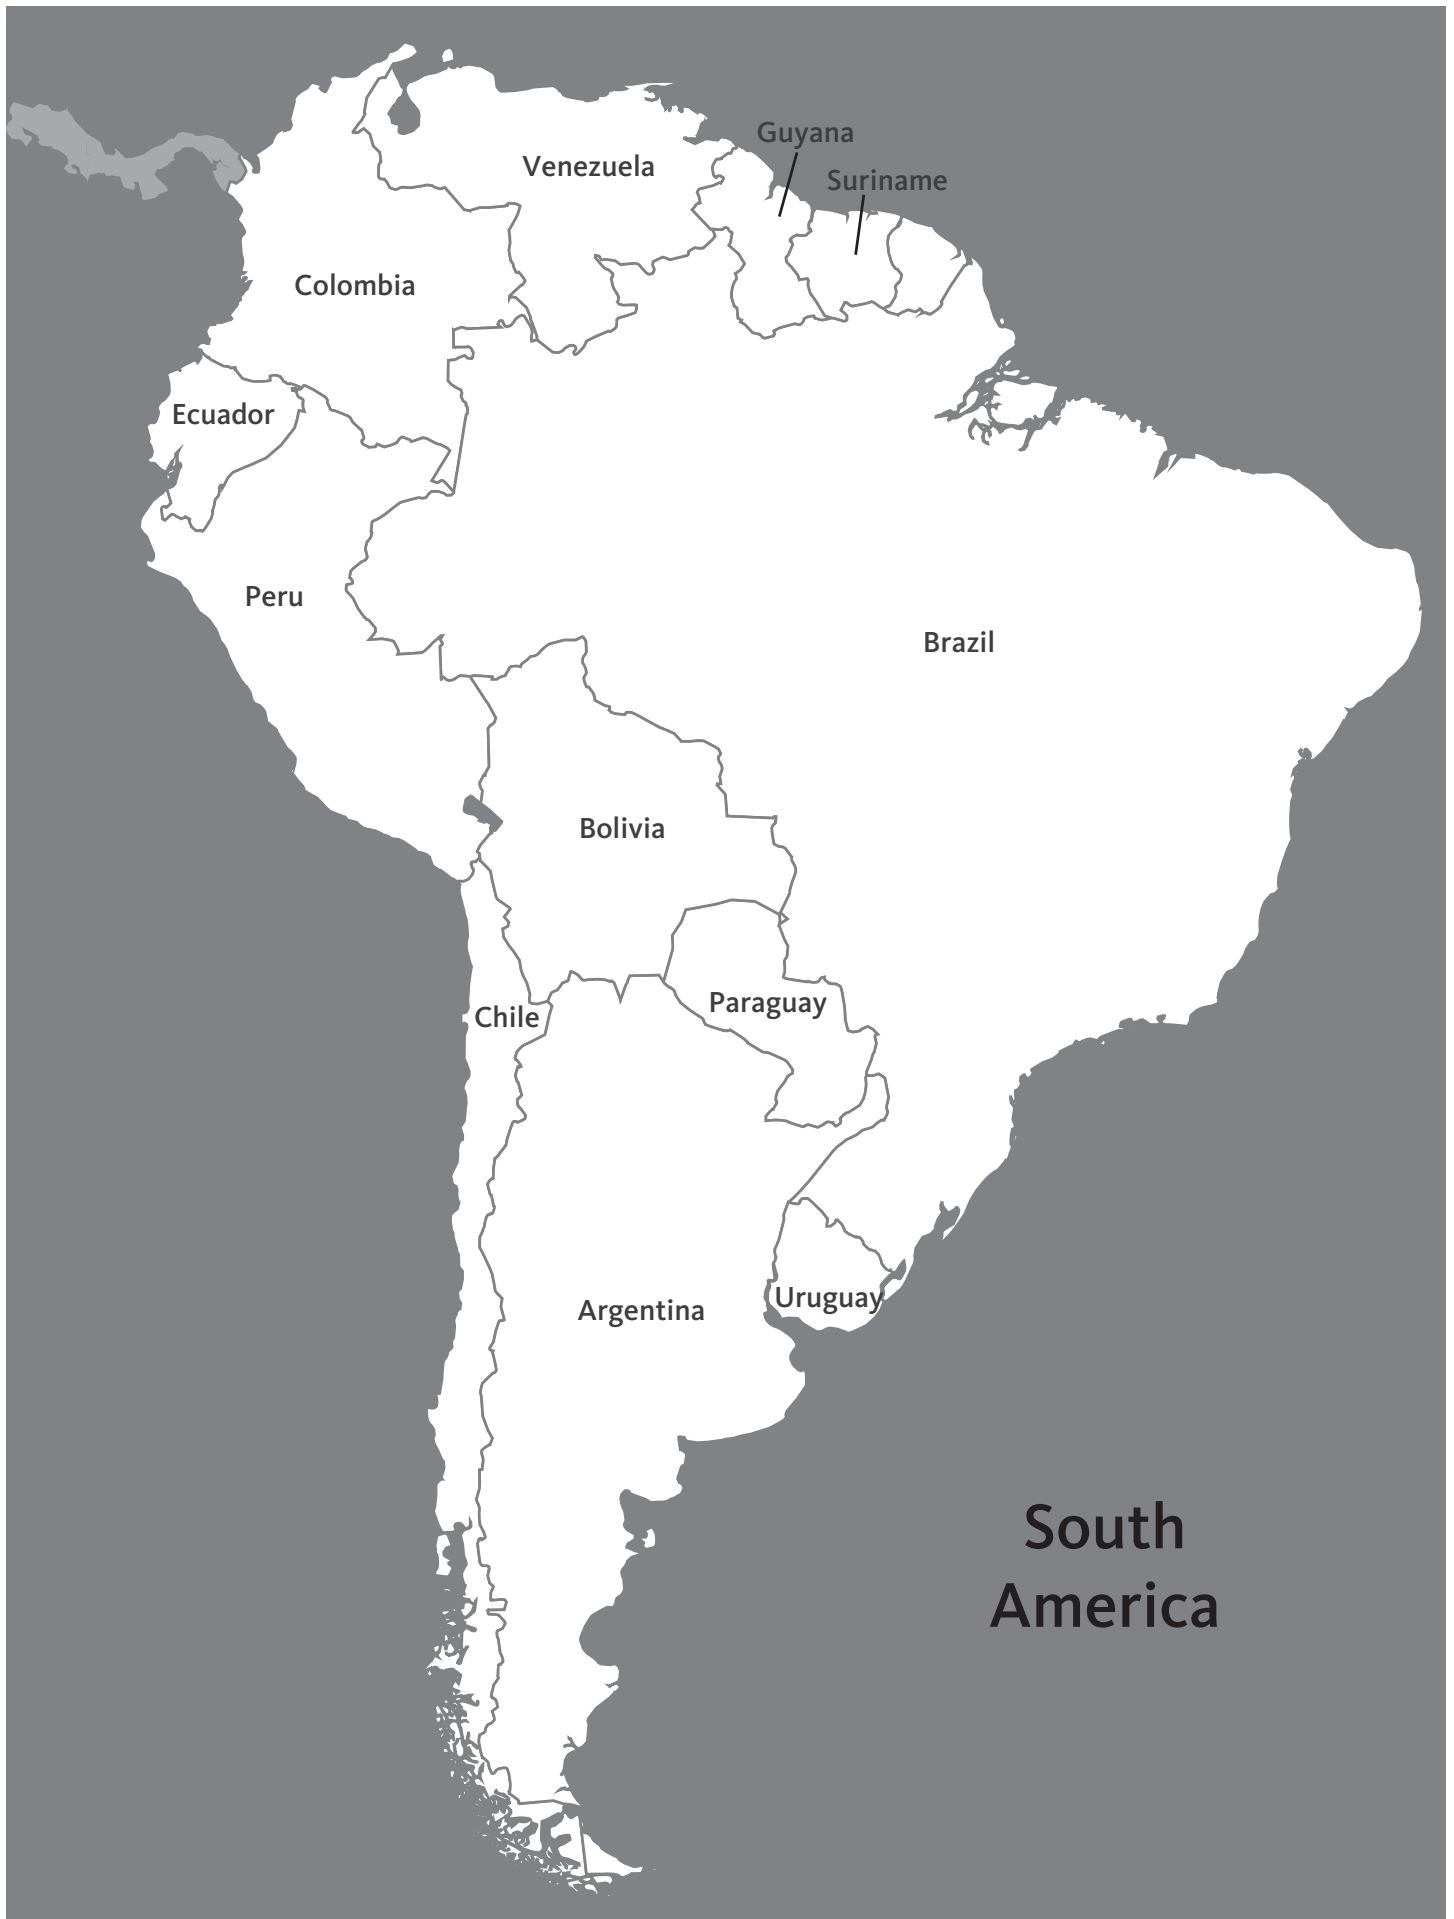 Guyana
Venezuela
Suriname
Colombia
Ecuador
Peru
Brazil
Bolivia
Paraguay
Chile
Uruguay
Argentina
South
America